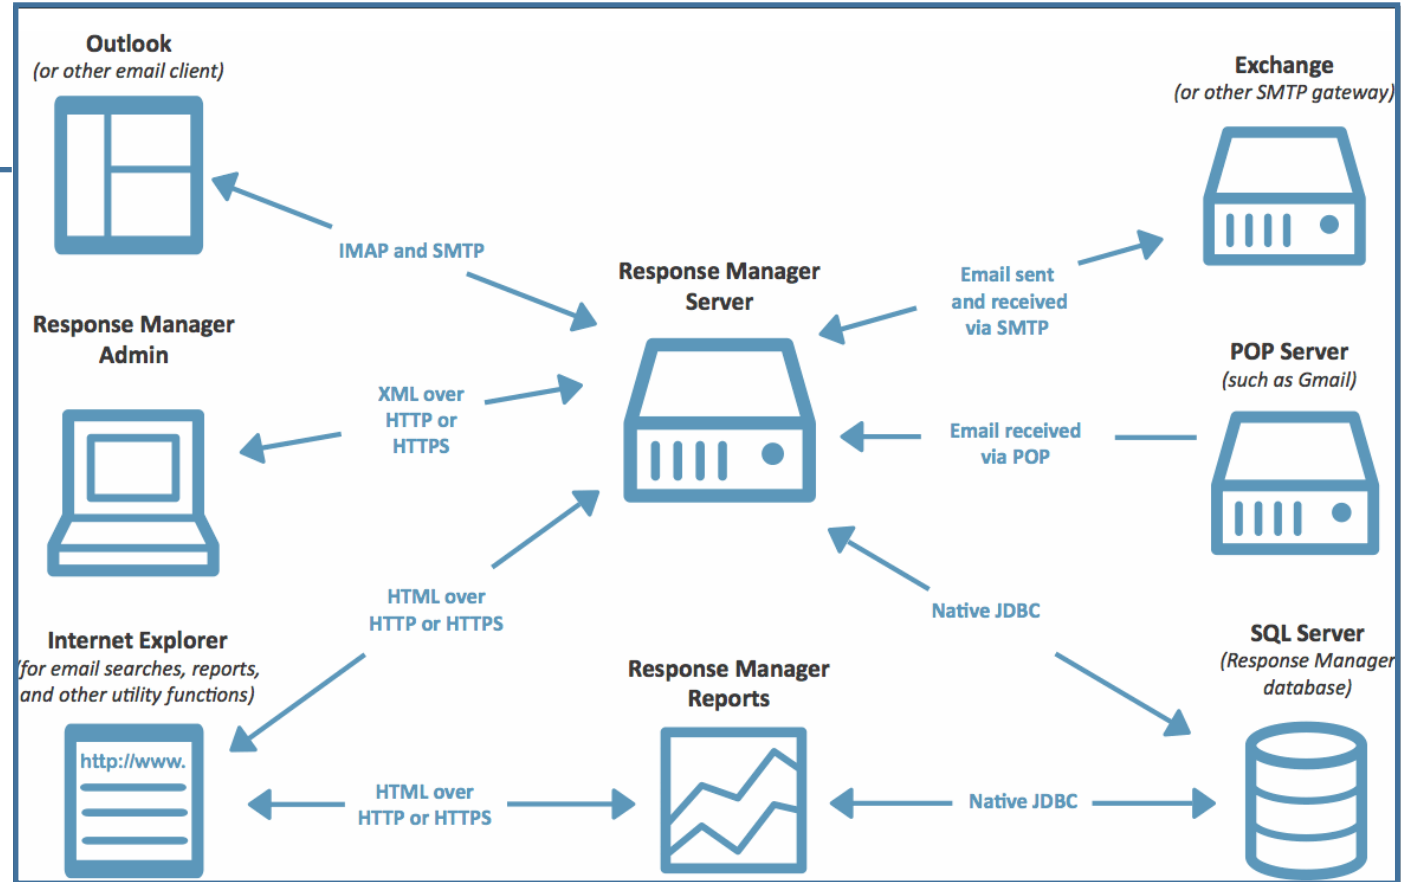 Outlook
(or other email client)
Exchange
(or other SMTP gateway)
IMAP and SMTP
Response Manager
Server
Email sent
and received
via SMTP
Response Manager
Admin
XML over
HTTP or
HTTPS
POP Server
(such as Gmail)
Email received
via POP
HTML over
HTTP or HTTPS
Native JDBC
Internet Explorer
(for email searches, reports,
and other utility functions)
http://www.
Response Manager
Reports
SQL Server
(Response Manager
database)
HTML over
HTTP or HTTPS
Native JDBC